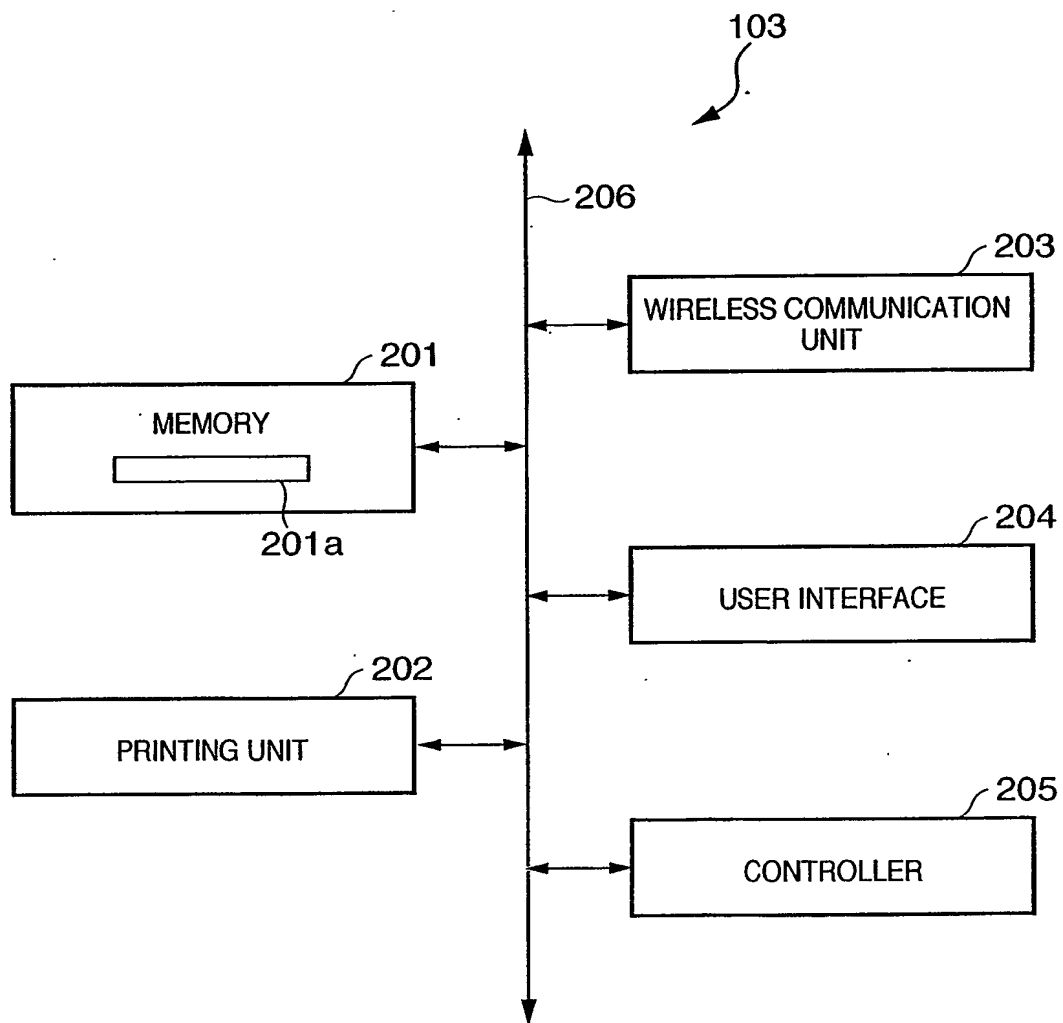 103
206
203
WIRELESS COMMUNICATION
UNIT
201
MEMORY
201a
204
USER INTERFACE
202
PRINTING UNIT
205
CONTROLLER